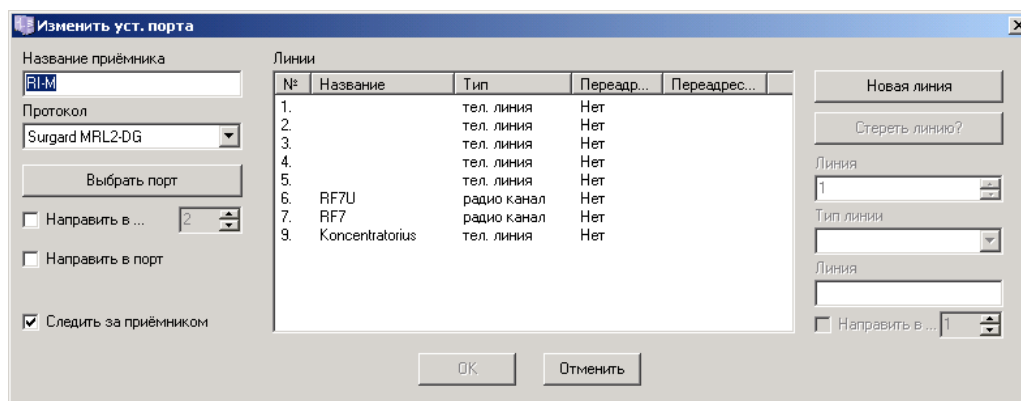 Изменить уст. порта
Название приёмника
RI-M
Протокол
Surgard MRL2-DG
Выбрать порт
Направить в ... 2
Направить в порт
Следить за приёмником
Линии
№ Название Тип Переадр... Переадрес...
1. тел. линия Нет
2. тел. линия Нет
3. тел. линия Нет
4. тел. линия Нет
5. тел. линия Нет
6. RF7U радио канал Нет
7. RF7 радио канал Нет
9. Koncentratorius тел. линия Нет
Новая линия
Стереть линию?
Линия
1
Тип линии
Линия
Направить в ... 1
OK
Отменить